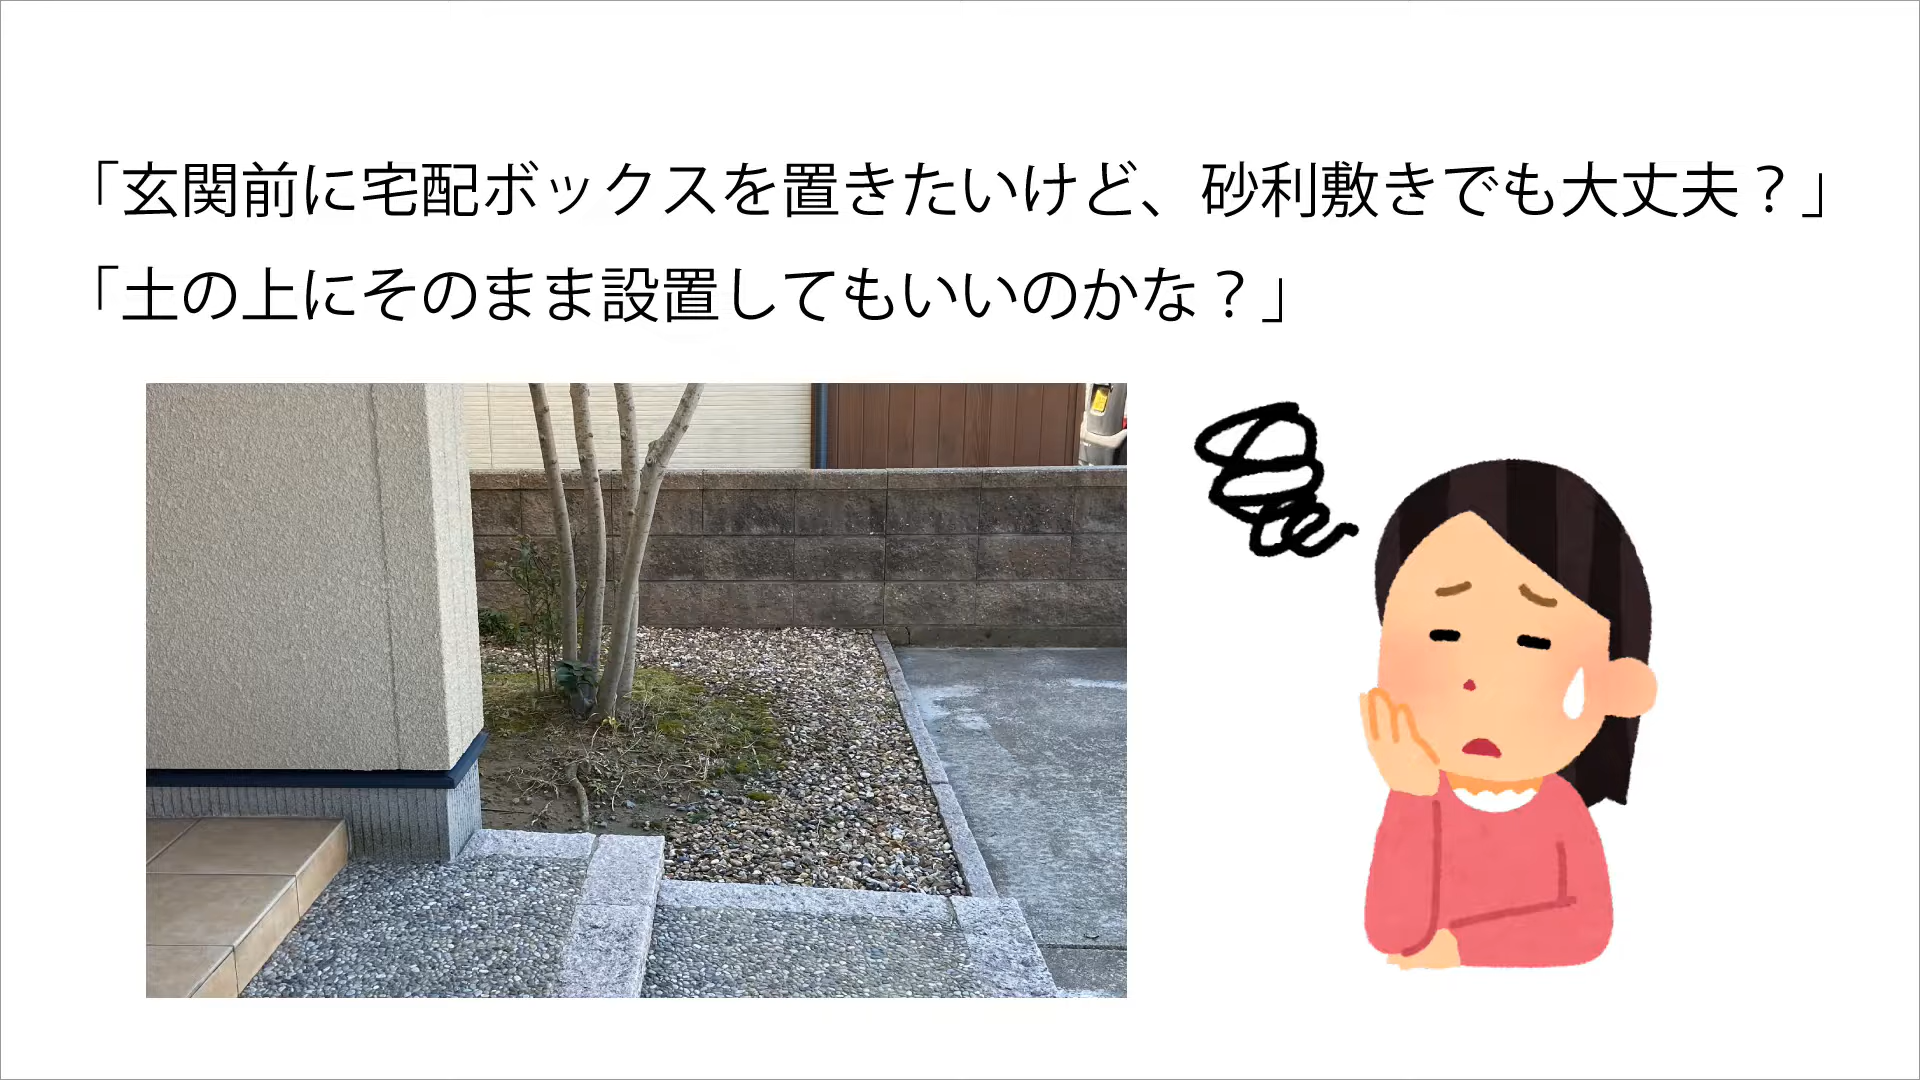 「玄関前に宅配ボックスを置きたいけど、砂利敷きでも大丈夫？」
「土の上にそのまま設置してもいいのかな？」